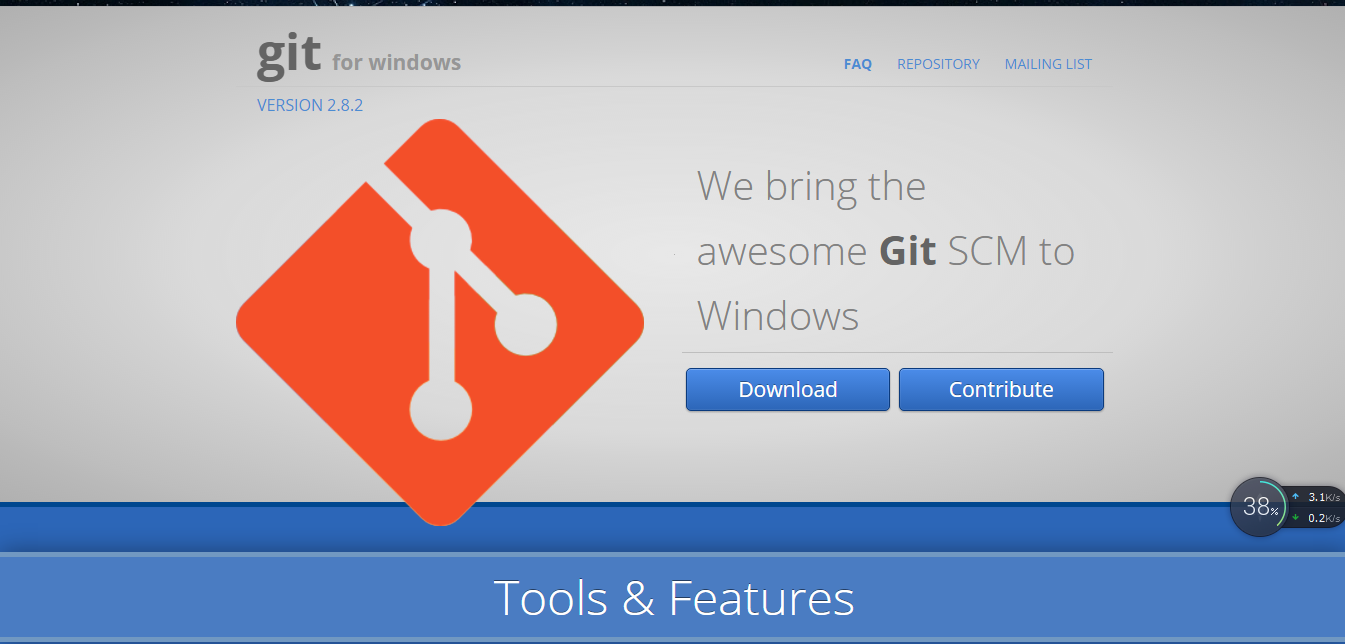 git for windows
FAQ REPOSITORY MAILING LIST
VERSION 2.8.2
We bring the
awesome Git SCM to
Windows
Download Contribute
38%
3.1K/s
0.2K/s
Tools & Features